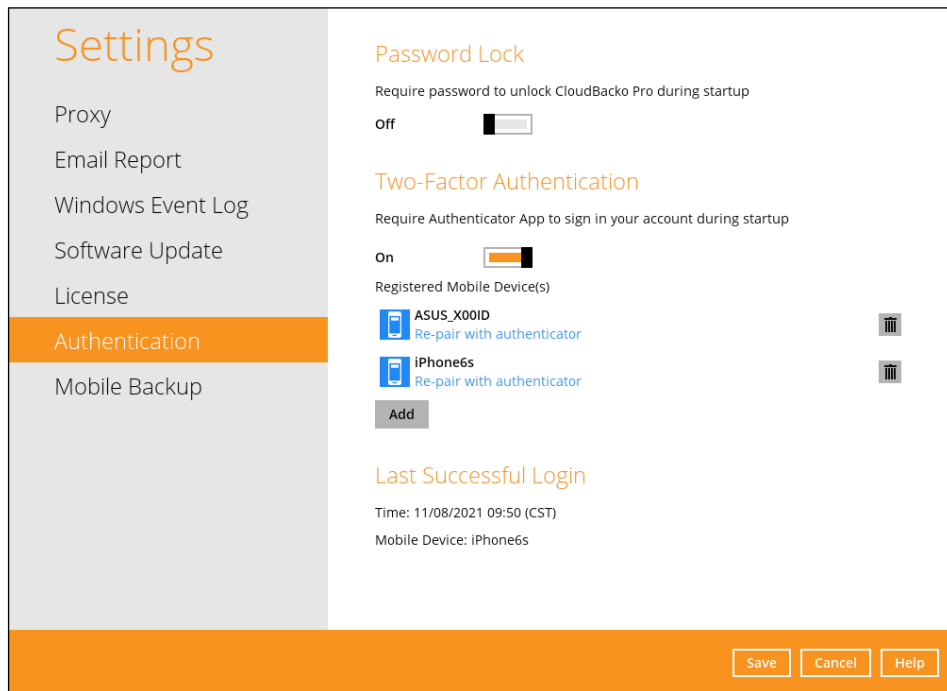 Settings
Proxy
Email Report
Windows Event Log
Software Update
License
Authentication
Mobile Backup
Password Lock
Require password to unlock CloudBacko Pro during startup
Off
Two-Factor Authentication
Require Authenticator App to sign in your account during startup
On
Registered Mobile Device(s)
ASUS_X00ID
Re-pair with authenticator
iPhone6s
Re-pair with authenticator
Add
Last Successful Login
Time: 11/08/2021 09:50 (CST)
Mobile Device: iPhone6s
Save Cancel Help